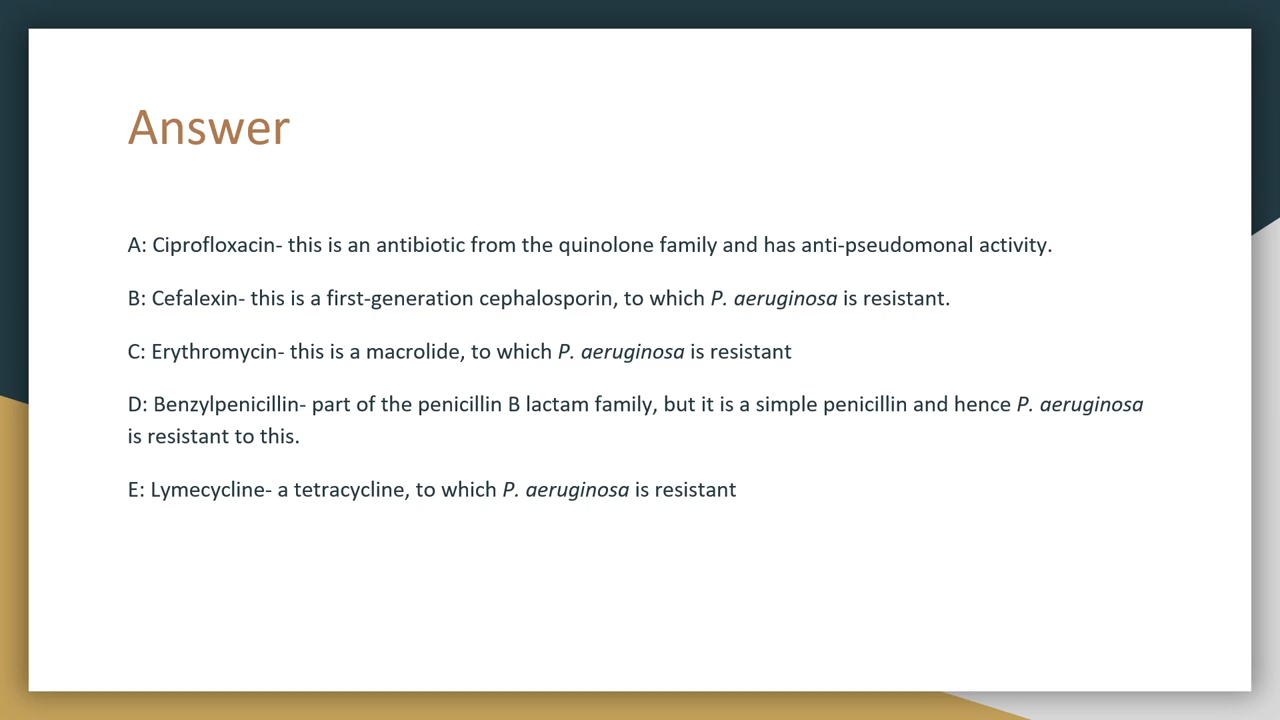 Answer
A: Ciprofloxacin- this is an antibiotic from the quinolone family and has anti-pseudomonal activity.
B: Cefalexin- this is a first-generation cephalosporin, to which P. aeruginosa is resistant.
C: Erythromycin- this is a macrolide, to which P. aeruginosa is resistant
D: Benzylpenicillin- part of the penicillin B lactam family, but it is a simple penicillin and hence P. aeruginosa
is resistant to this.
E: Lymecycline- a tetracycline, to which P. aeruginosa is resistant